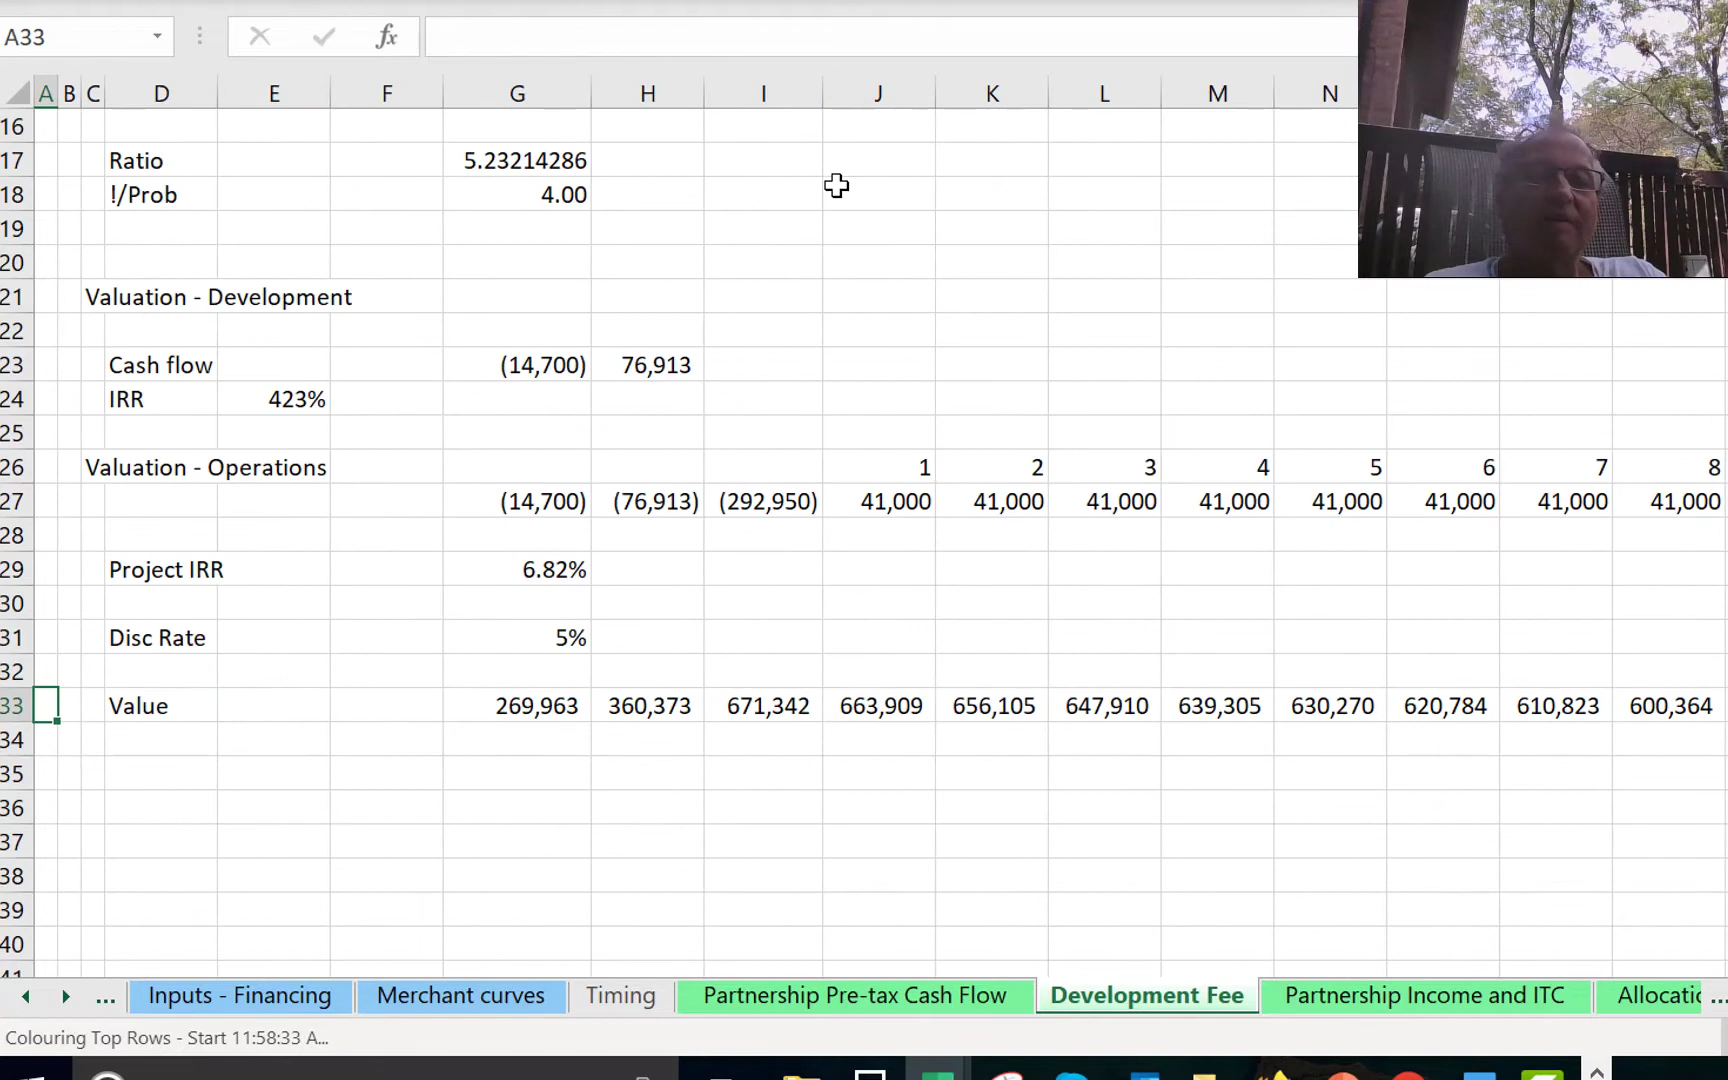 A33 fx
A B C D E F G H I J K L M N
16
17 Ratio 5.23214286
18 !/Prob 4.00
19
20
21 Valuation - Development
22
23 Cash flow (14,700) 76,913
24 IRR 423%
25
26 Valuation - Operations 1 2 3 4 5 6 7 8
27 (14,700) (76,913) (292,950) 41,000 41,000 41,000 41,000 41,000 41,000 41,000 41,000
28
29 Project IRR 6.82%
30
31 Disc Rate 5%
32
33 Value 269,963 360,373 671,342 663,909 656,105 647,910 639,305 630,270 620,784 610,823 600,364
34
35
36
37
38
39
40
41
... Inputs - Financing Merchant curves Timing Partnership Pre-tax Cash Flow Development Fee Partnership Income and ITC Allocatic ...
Colouring Top Rows - Start 11:58:33 A...